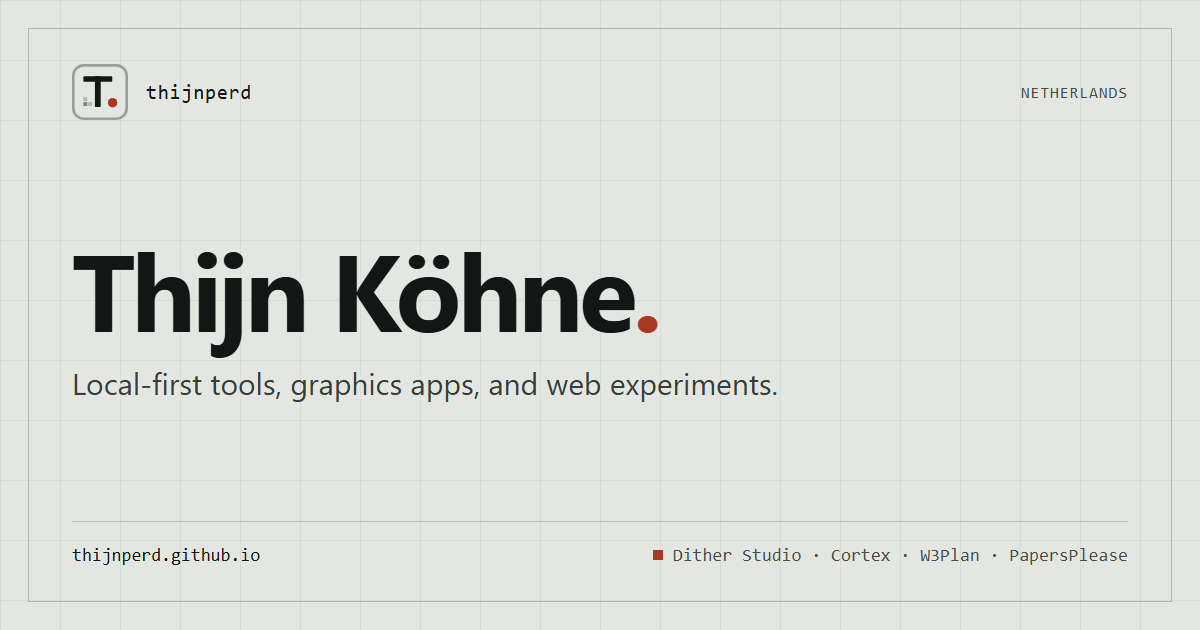 T.
thijnperd
NETHERLANDS
Thijn Köhne.
Local-first tools, graphics apps, and web experiments.
thijnperd.github.io
Dither Studio · Cortex · W3Plan · PapersPlease